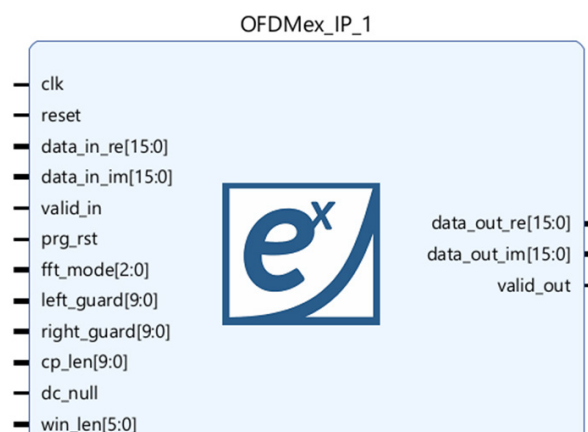 OFDMex_IP_1
clk
reset
data_in_re[15:0]
data_in_im[15:0]
valid_in
prg_rst
fft_mode[2:0]
left_guard[9:0]
right_guard[9:0]
cp_len[9:0]
dc_null
win_len[5:0]
ex
data_out_re[15:0]
data_out_im[15:0]
valid_out